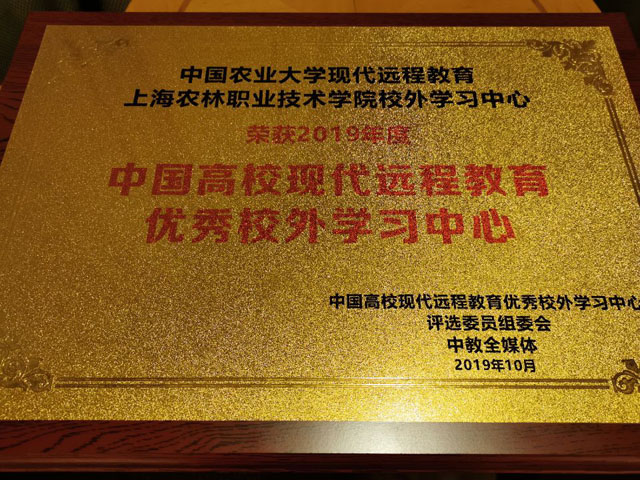 中国农业大学现代远程教育
上海农林职业技术学院校外学习中心
荣获2019年度
中国高校现代远程教育
优秀校外学习中心
中国高校现代远程教育优秀校外学习中心
评选委员组委会
中教全媒体
2019年10月